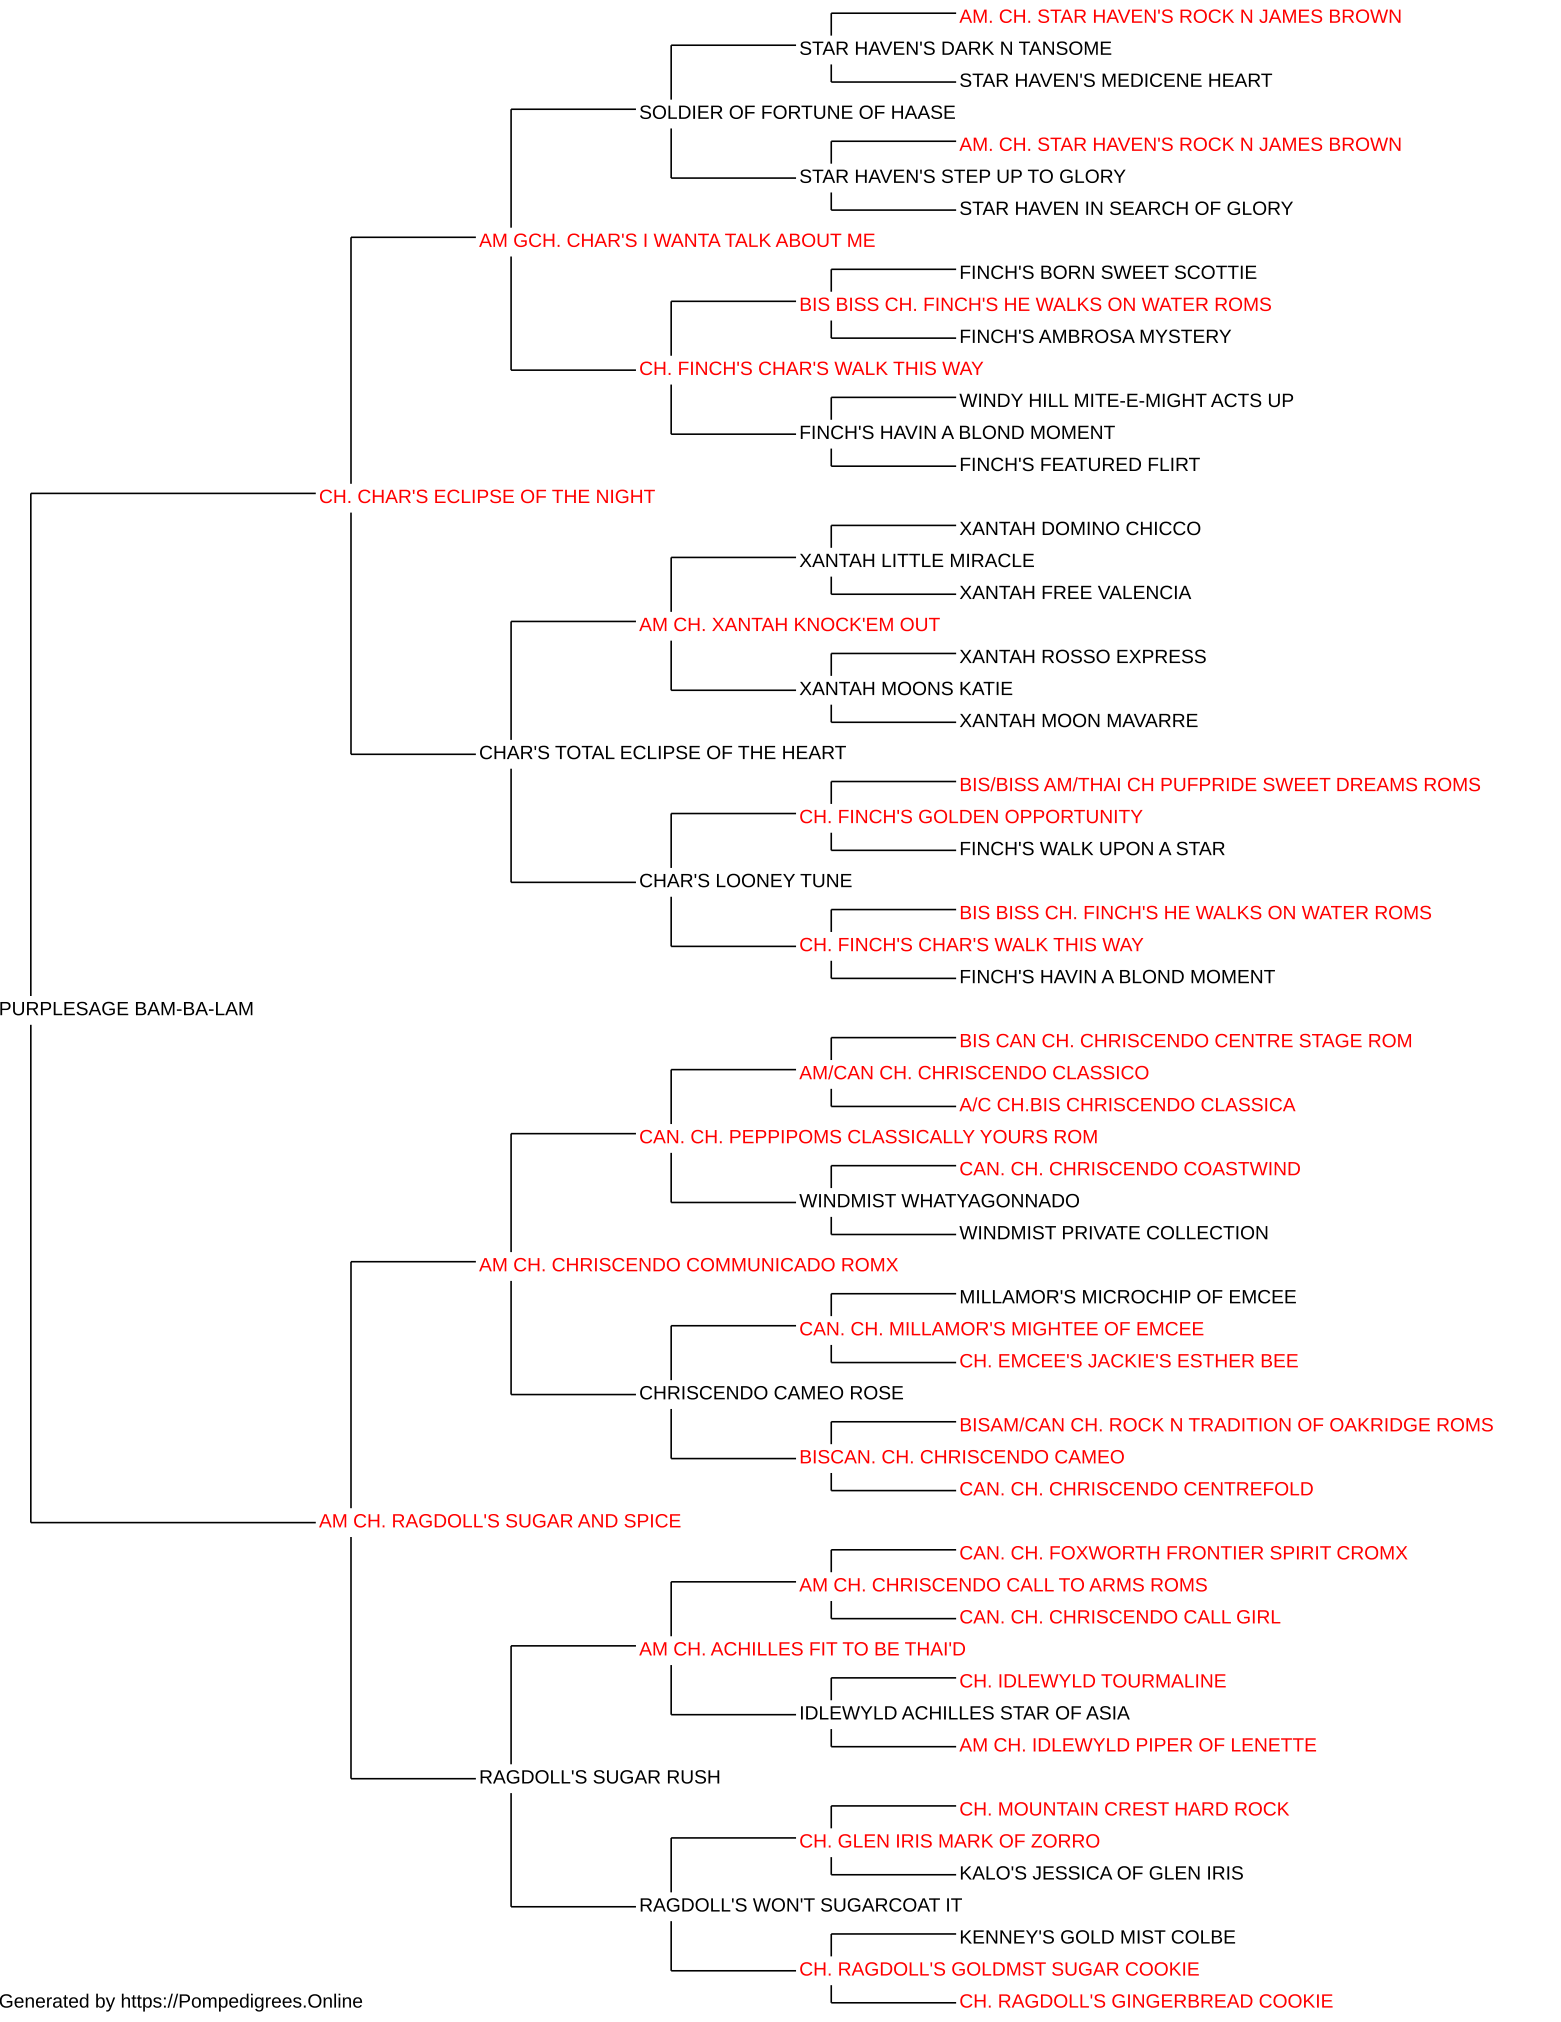 AM. CH. STAR HAVEN'S ROCK N JAMES BROWN
STAR HAVEN'S DARK N TANSOME
STAR HAVEN'S MEDICENE HEART
SOLDIER OF FORTUNE OF HAASE
AM. CH. STAR HAVEN'S ROCK N JAMES BROWN
STAR HAVEN'S STEP UP TO GLORY
STAR HAVEN IN SEARCH OF GLORY
AM GCH. CHAR'S I WANTA TALK ABOUT ME
FINCH'S BORN SWEET SCOTTIE
BIS BISS CH. FINCH'S HE WALKS ON WATER ROMS
FINCH'S AMBROSA MYSTERY
CH. FINCH'S CHAR'S WALK THIS WAY
WINDY HILL MITE-E-MIGHT ACTS UP
FINCH'S HAVIN A BLOND MOMENT
FINCH'S FEATURED FLIRT
CH. CHAR'S ECLIPSE OF THE NIGHT
XANTAH DOMINO CHICCO
XANTAH LITTLE MIRACLE
XANTAH FREE VALENCIA
AM CH. XANTAH KNOCK'EM OUT
XANTAH ROSSO EXPRESS
XANTAH MOONS KATIE
XANTAH MOON MAVARRE
CHAR'S TOTAL ECLIPSE OF THE HEART
BIS/BISS AM/THAI CH PUFPRIDE SWEET DREAMS ROMS
CH. FINCH'S GOLDEN OPPORTUNITY
FINCH'S WALK UPON A STAR
CHAR'S LOONEY TUNE
BIS BISS CH. FINCH'S HE WALKS ON WATER ROMS
CH. FINCH'S CHAR'S WALK THIS WAY
FINCH'S HAVIN A BLOND MOMENT
PURPLESAGE BAM-BA-LAM
BIS CAN CH. CHRISCENDO CENTRE STAGE ROM
AM/CAN CH. CHRISCENDO CLASSICO
A/C CH.BIS CHRISCENDO CLASSICA
CAN. CH. PEPPIPOMS CLASSICALLY YOURS ROM
CAN. CH. CHRISCENDO COASTWIND
WINDMIST WHATYAGONNADO
WINDMIST PRIVATE COLLECTION
AM CH. CHRISCENDO COMMUNICADO ROMX
MILLAMOR'S MICROCHIP OF EMCEE
CAN. CH. MILLAMOR'S MIGHTEE OF EMCEE
CH. EMCEE'S JACKIE'S ESTHER BEE
CHRISCENDO CAMEO ROSE
BISAM/CAN CH. ROCK N TRADITION OF OAKRIDGE ROMS
BISCAN. CH. CHRISCENDO CAMEO
CAN. CH. CHRISCENDO CENTREFOLD
AM CH. RAGDOLL'S SUGAR AND SPICE
CAN. CH. FOXWORTH FRONTIER SPIRIT CROMX
AM CH. CHRISCENDO CALL TO ARMS ROMS
CAN. CH. CHRISCENDO CALL GIRL
AM CH. ACHILLES FIT TO BE THAI'D
CH. IDLEWYLD TOURMALINE
IDLEWYLD ACHILLES STAR OF ASIA
AM CH. IDLEWYLD PIPER OF LENETTE
RAGDOLL'S SUGAR RUSH
CH. MOUNTAIN CREST HARD ROCK
CH. GLEN IRIS MARK OF ZORRO
KALO'S JESSICA OF GLEN IRIS
RAGDOLL'S WON'T SUGARCOAT IT
KENNEY'S GOLD MIST COLBE
CH. RAGDOLL'S GOLDMST SUGAR COOKIE
CH. RAGDOLL'S GINGERBREAD COOKIE
Generated by https://Pompedigrees.Online